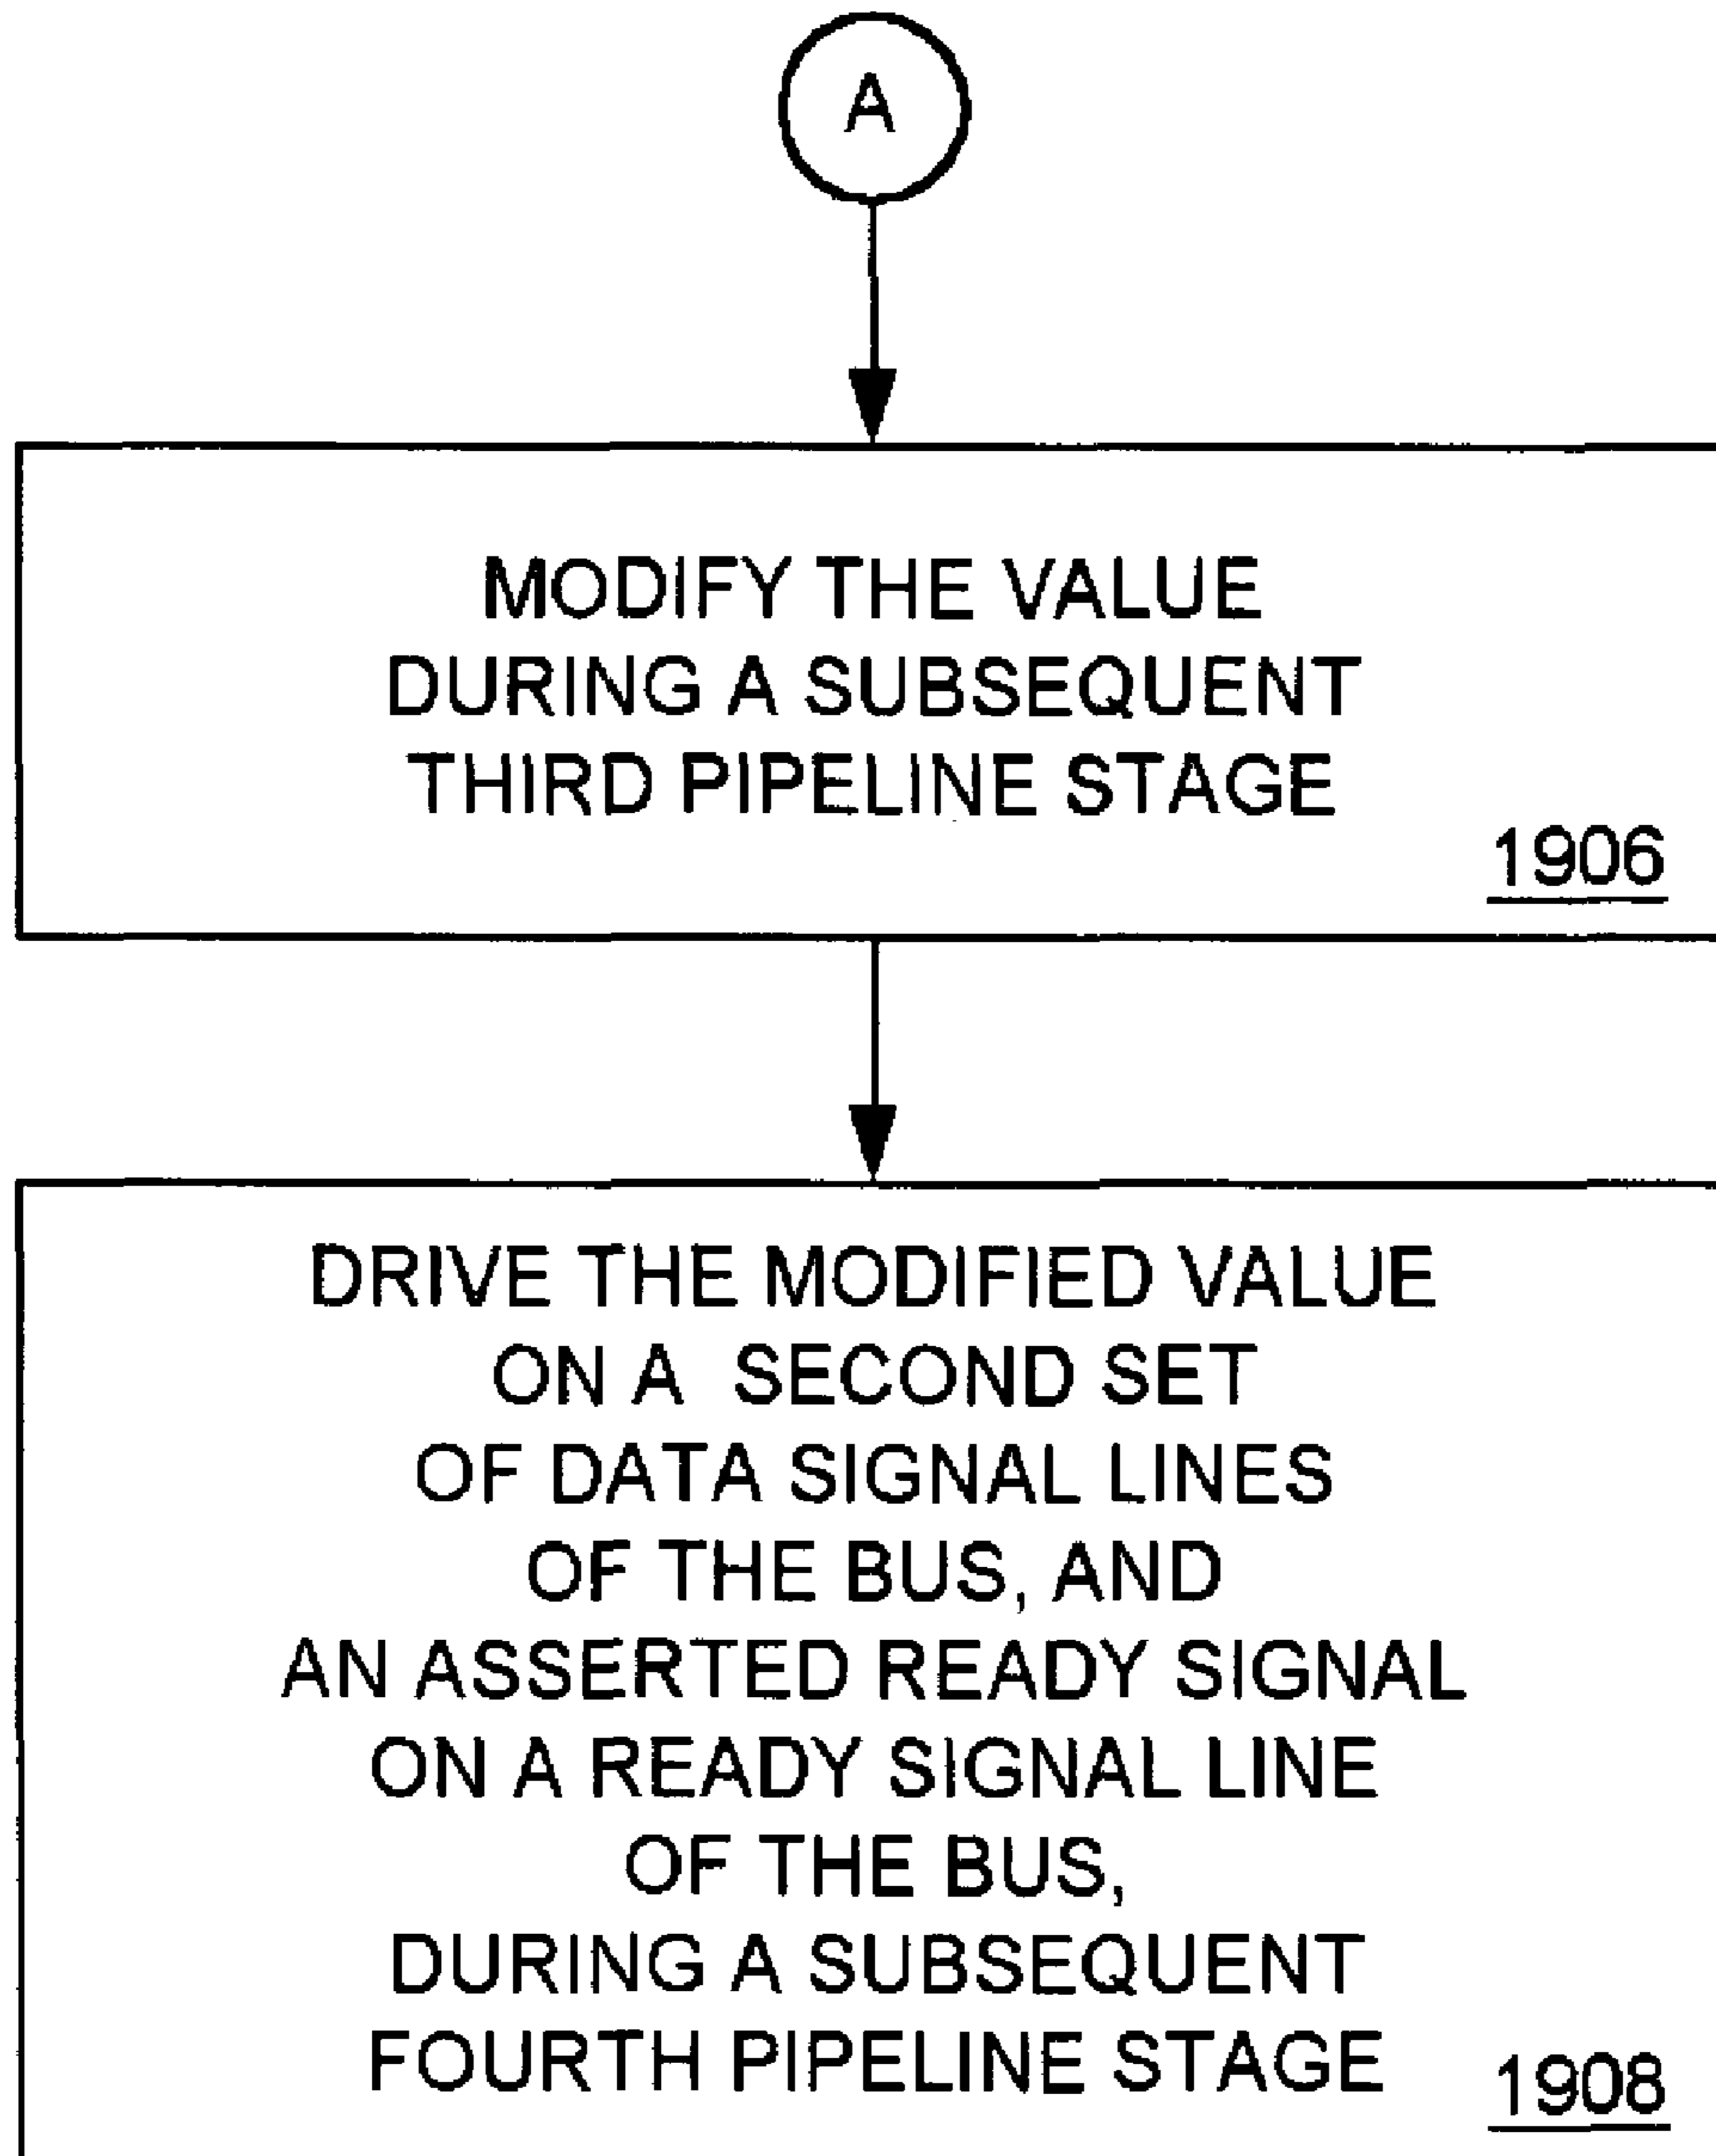 A
MODIFY THE VALUE
DURING A SUBSEQUENT
THIRD PIPELINE STAGE
1906
DRIVE THE MODIFIED VALUE
ON A SECOND SET
OF DATA SIGNAL LINES
OF THE BUS, AND
AN ASSERTED READY SIGNAL
ON A READY SIGNAL LINE
OF THE BUS,
DURING A SUBSEQUENT
FOURTH PIPELINE STAGE
1908